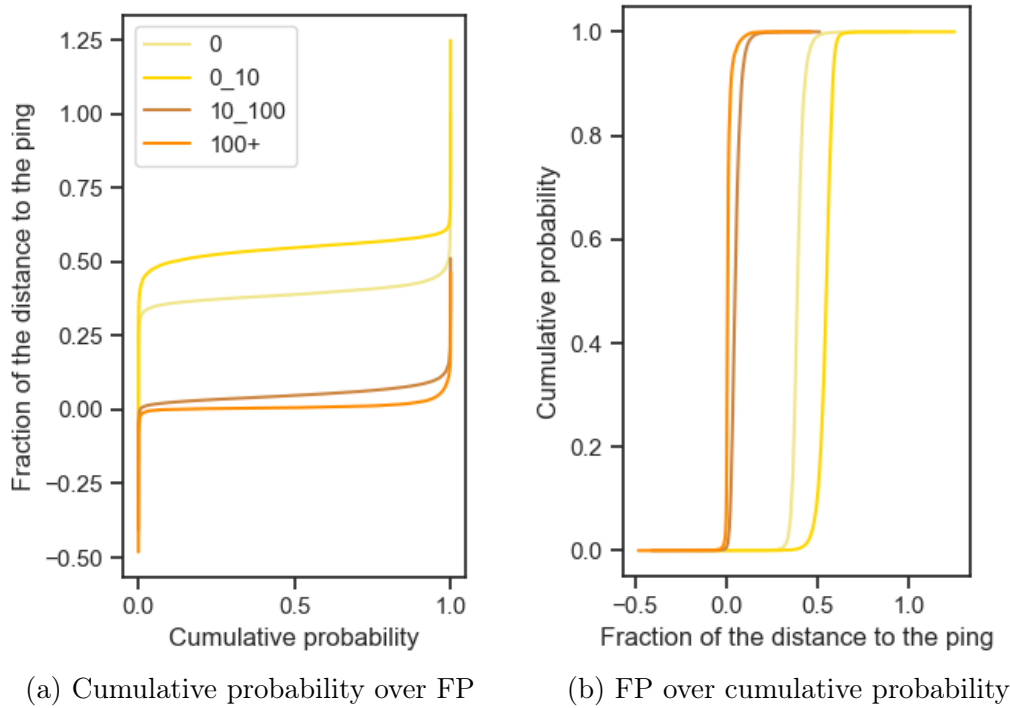 1.25
1.00
0.75
0.50
0.25
0.00
−0.25
−0.50
Fraction of the distance to the ping
0
0_10
10_100
100+
0.0 0.5 1.0
Cumulative probability
(a) Cumulative probability over FP
1.0
0.8
0.6
0.4
0.2
0.0
Cumulative probability
−0.5 0.0 0.5 1.0
Fraction of the distance to the ping
(b) FP over cumulative probability